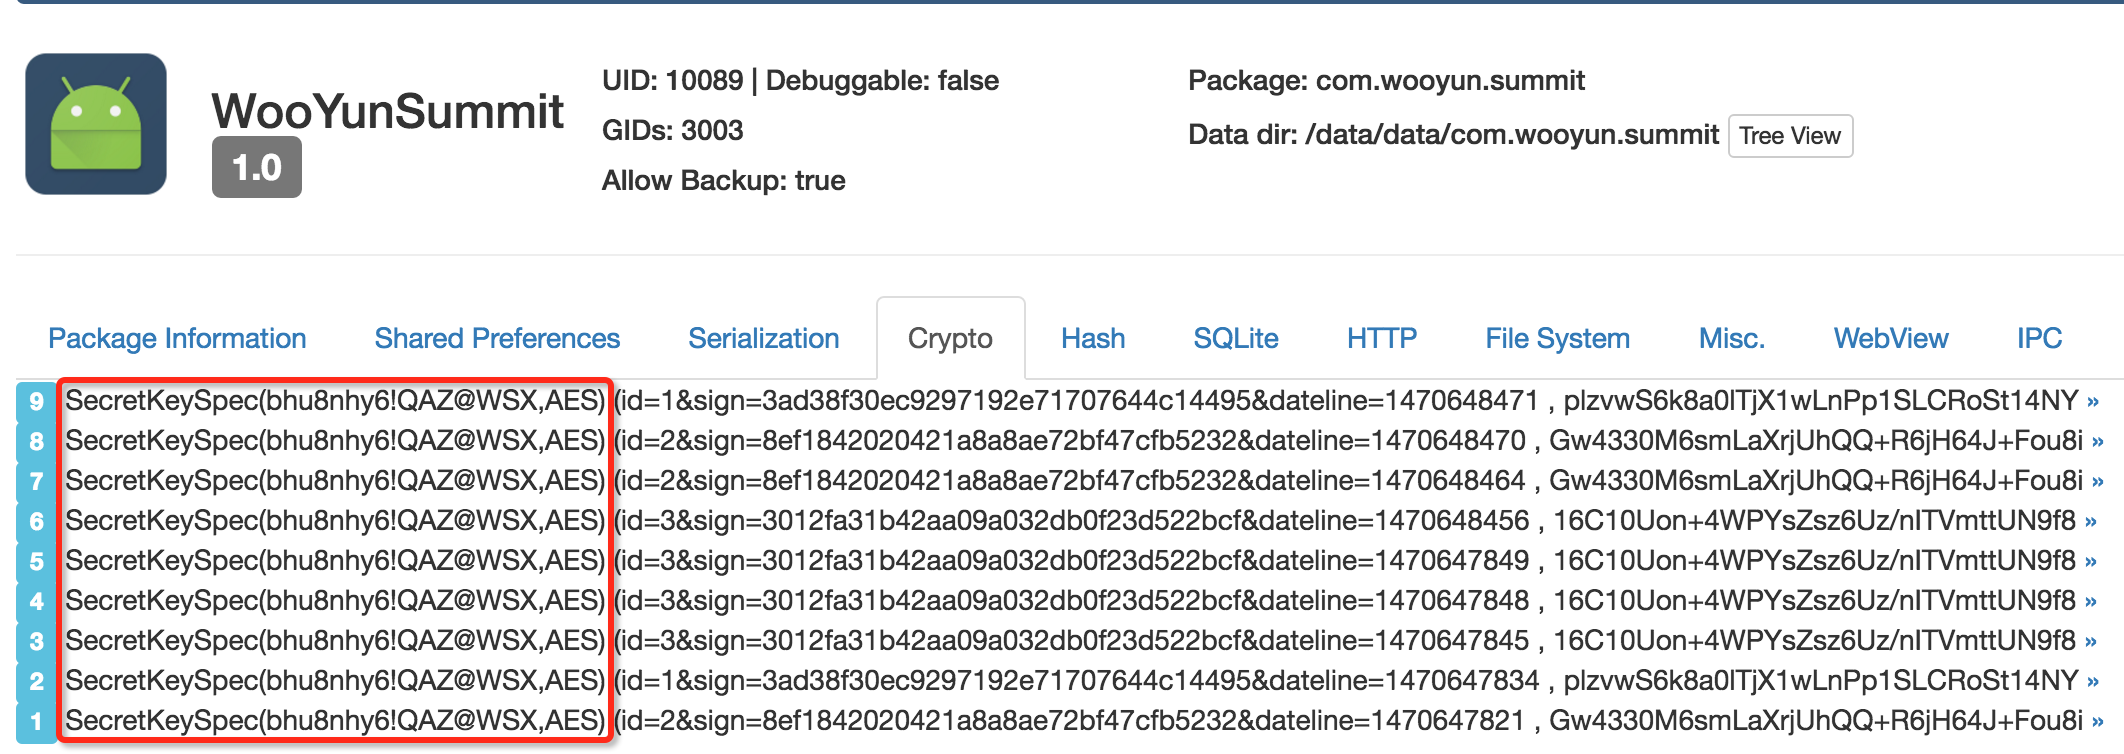 WooYunSummit
1.0
UID: 10089 | Debuggable: false
GIDs: 3003
Allow Backup: true
Package: com.wooyun.summit
Data dir: /data/data/com.wooyun.summit Tree View
Package Information Shared Preferences Serialization Crypto Hash SQLite HTTP File System Misc. WebView IPC
9 SecretKeySpec(bhu8nhy6!QAZ@WSX,AES) (id=1&sign=3ad38f30ec9297192e71707644c14495&dateline=1470648471 , plzvwS6k8a0lTjX1wLnPp1SLCRoSt14NY »
8 SecretKeySpec(bhu8nhy6!QAZ@WSX,AES) (id=2&sign=8ef1842020421a8a8ae72bf47cfb5232&dateline=1470648470 , Gw4330M6smLaXrjUhQQ+R6jH64J+Fou8i »
7 SecretKeySpec(bhu8nhy6!QAZ@WSX,AES) (id=2&sign=8ef1842020421a8a8ae72bf47cfb5232&dateline=1470648464 , Gw4330M6smLaXrjUhQQ+R6jH64J+Fou8i »
6 SecretKeySpec(bhu8nhy6!QAZ@WSX,AES) (id=3&sign=3012fa31b42aa09a032db0f23d522bcf&dateline=1470648456 , 16C10Uon+4WPYsZsz6Uz/nITVmttUN9f8 »
5 SecretKeySpec(bhu8nhy6!QAZ@WSX,AES) (id=3&sign=3012fa31b42aa09a032db0f23d522bcf&dateline=1470647849 , 16C10Uon+4WPYsZsz6Uz/nITVmttUN9f8 »
4 SecretKeySpec(bhu8nhy6!QAZ@WSX,AES) (id=3&sign=3012fa31b42aa09a032db0f23d522bcf&dateline=1470647848 , 16C10Uon+4WPYsZsz6Uz/nITVmttUN9f8 »
3 SecretKeySpec(bhu8nhy6!QAZ@WSX,AES) (id=3&sign=3012fa31b42aa09a032db0f23d522bcf&dateline=1470647845 , 16C10Uon+4WPYsZsz6Uz/nITVmttUN9f8 »
2 SecretKeySpec(bhu8nhy6!QAZ@WSX,AES) (id=1&sign=3ad38f30ec9297192e71707644c14495&dateline=1470647834 , plzvwS6k8a0lTjX1wLnPp1SLCRoSt14NY »
1 SecretKeySpec(bhu8nhy6!QAZ@WSX,AES) (id=2&sign=8ef1842020421a8a8ae72bf47cfb5232&dateline=1470647821 , Gw4330M6smLaXrjUhQQ+R6jH64J+Fou8i »